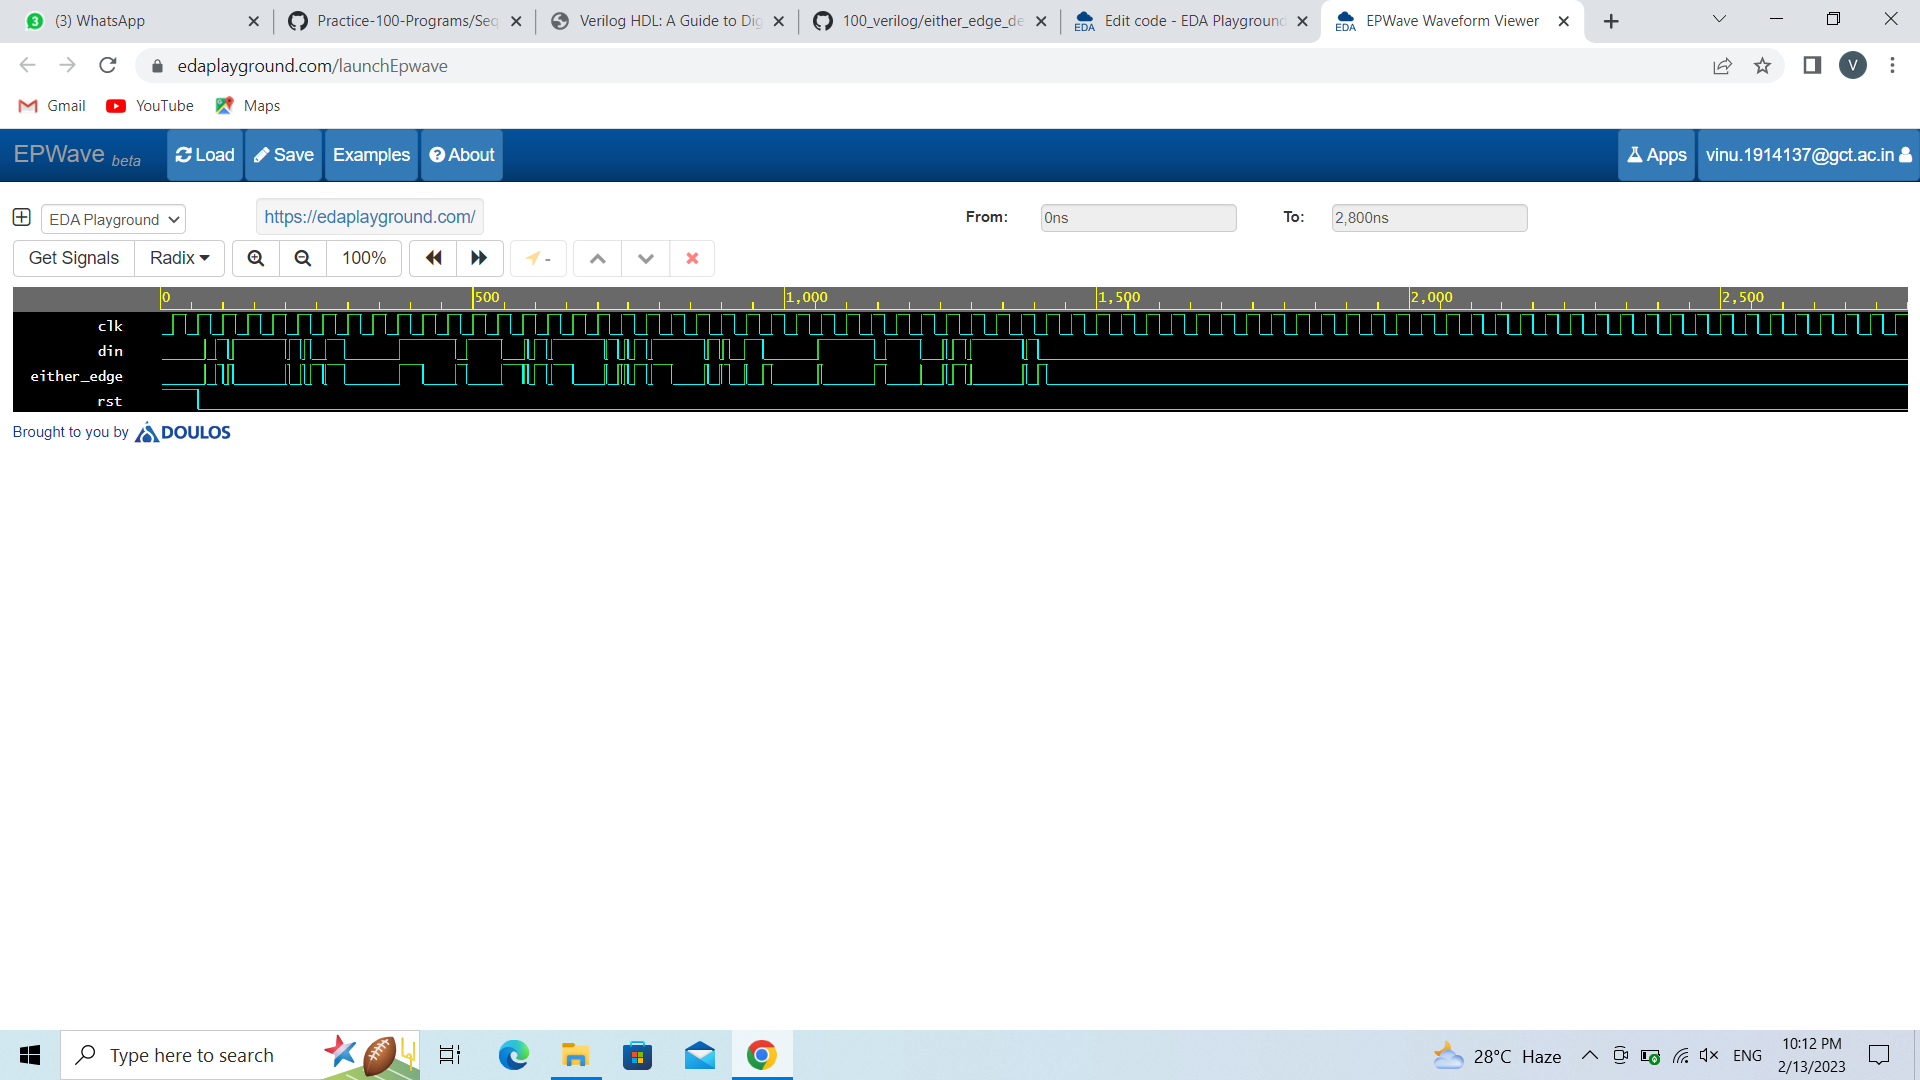 3 (3) WhatsApp
Practice-100-Programs/Seq
Verilog HDL: A Guide to Dig
100_verilog/either_edge_de
EDA Edit code - EDA Playground
EDA EPWave Waveform Viewer
edaplayground.com/launchEpwave
V
Gmail YouTube Maps
EPWave beta Load Save Examples About Apps vinu.1914137@gct.ac.in
EDA Playground https://edaplayground.com/ From: 0ns To: 2,800ns
Get Signals Radix 100% -
0 500 1,000 1,500 2,000 2,500
clk
din
either_edge
rst
Brought to you by DOULOS
Type here to search
28°C Haze ENG
10:12 PM
2/13/2023